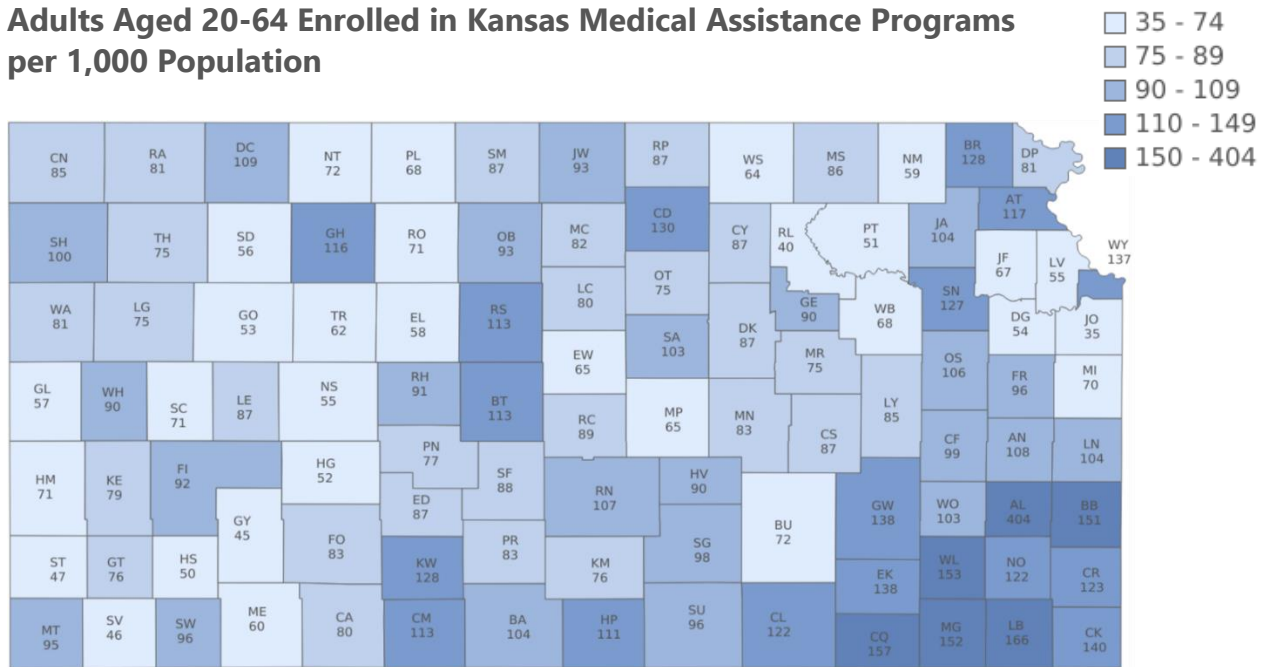 Adults Aged 20-64 Enrolled in Kansas Medical Assistance Programs
per 1,000 Population
35 - 74
75 - 89
90 - 109
110 - 149
150 - 404
CN
85
RA
81
DC
109
NT
72
PL
68
SM
87
JW
93
RP
87
WS
64
MS
86
NM
59
BR
128
DP
81
SH
100
TH
75
SD
56
GH
116
RO
71
OB
93
MC
82
CD
130
CY
87
RL
40
PT
51
JA
104
AT
117
JF
67
LV
55
WY
137
WA
81
LG
75
GO
53
TR
62
EL
58
RS
113
LC
80
OT
75
SA
103
DK
87
GE
90
WB
68
SN
127
DG
54
JO
35
GL
57
WH
90
SC
71
LE
87
NS
55
RH
91
BT
113
EW
65
RC
89
MP
65
MN
83
MR
75
CS
87
LY
85
OS
106
FR
96
MI
70
HM
71
KE
79
FI
92
GY
45
HG
52
PN
77
ED
87
SF
88
RN
107
HV
90
BU
72
GW
138
CF
99
AN
108
LN
104
WO
103
AL
404
BB
151
ST
47
GT
76
HS
50
FO
83
KW
128
PR
83
KM
76
SG
98
EK
138
WL
153
NO
122
CR
123
MT
95
SV
46
SW
96
ME
60
CA
80
CM
113
BA
104
HP
111
SU
96
CL
122
CQ
157
MG
152
LB
166
CK
140